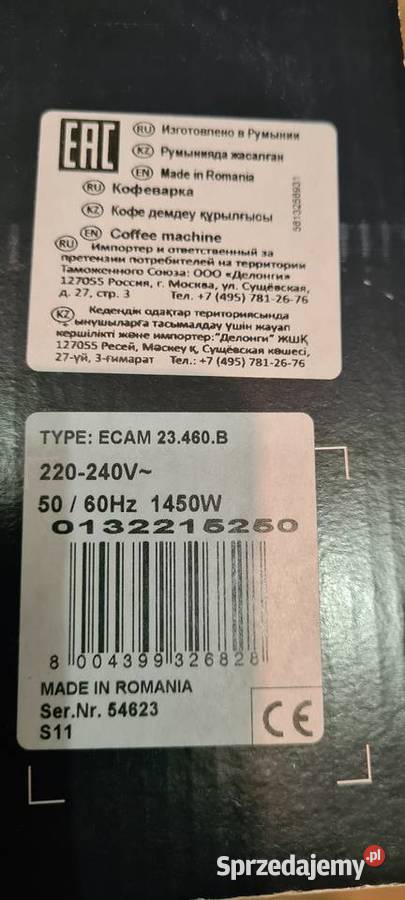 EAC
RU Изготовлено в Румынии
KZ Румынияда жасалған
EN Made in Romania
RU Кофеварка
KZ Кофе демдеу құрылғысы
EN Coffee machine
5813258931
RU Импортер и ответственный за
претензии потребителей на территории
Таможенного Союза: ООО «Делонги»
127055 Россия, г. Москва, ул. Сущёвская,
д. 27, стр. 3 Тел. +7 (495) 781-26-76
KZ Кедендік одақтар территориясында
ұтынушыларға тасымалдау үшін жауап
кершілікті және импортер:"Делонги" ЖШҚ
127055 Ресей, Мәскеу қ, Сущёвская көшесі,
27-үй, 3-ғимарат Тел.: +7 (495) 781-26-76
TYPE: ECAM 23.460.B
220-240V~
50 / 60Hz 1450W
0132215250
8 004399 326828
MADE IN ROMANIA
Ser.Nr. 54623
S11
CE
Sprzedajemy.pl